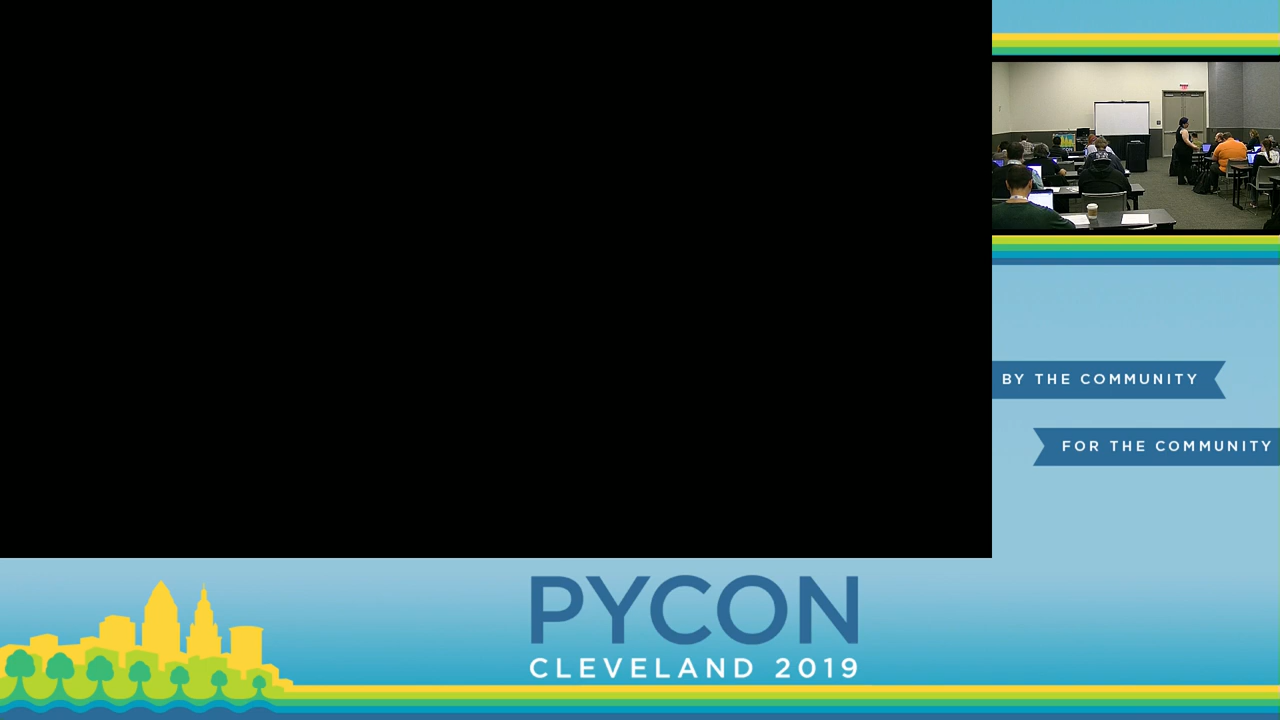 BY THE COMMUNITY
FOR THE COMMUNITY
PYCON
CLEVELAND 2019